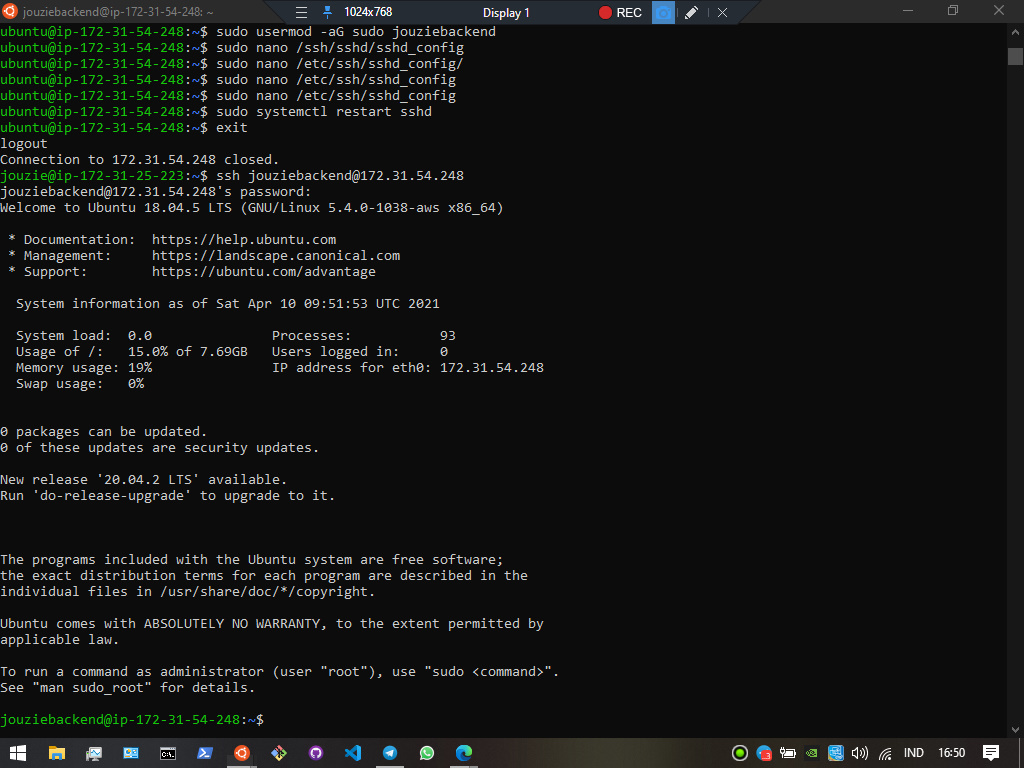 jouziebackend@ip-172-31-54-248: ~
1024x768
Display 1
REC
ubuntu@ip-172-31-54-248:~$ sudo usermod -aG sudo jouziebackend
ubuntu@ip-172-31-54-248:~$ sudo nano /ssh/sshd/sshd_config
ubuntu@ip-172-31-54-248:~$ sudo nano /etc/ssh/sshd_config/
ubuntu@ip-172-31-54-248:~$ sudo nano /etc/ssh/sshd_config
ubuntu@ip-172-31-54-248:~$ sudo nano /etc/ssh/sshd_config
ubuntu@ip-172-31-54-248:~$ sudo systemctl restart sshd
ubuntu@ip-172-31-54-248:~$ exit
logout
Connection to 172.31.54.248 closed.
jouzie@ip-172-31-25-223:~$ ssh jouziebackend@172.31.54.248
jouziebackend@172.31.54.248's password:
Welcome to Ubuntu 18.04.5 LTS (GNU/Linux 5.4.0-1038-aws x86_64)
* Documentation:  https://help.ubuntu.com
* Management:     https://landscape.canonical.com
* Support:        https://ubuntu.com/advantage
System information as of Sat Apr 10 09:51:53 UTC 2021
System load:  0.0               Processes:           93
Usage of /:   15.0% of 7.69GB   Users logged in:     0
Memory usage: 19%               IP address for eth0: 172.31.54.248
Swap usage:   0%
0 packages can be updated.
0 of these updates are security updates.
New release '20.04.2 LTS' available.
Run 'do-release-upgrade' to upgrade to it.
The programs included with the Ubuntu system are free software;
the exact distribution terms for each program are described in the
individual files in /usr/share/doc/*/copyright.
Ubuntu comes with ABSOLUTELY NO WARRANTY, to the extent permitted by
applicable law.
To run a command as administrator (user "root"), use "sudo <command>".
See "man sudo_root" for details.
jouziebackend@ip-172-31-54-248:~$
IND
16:50